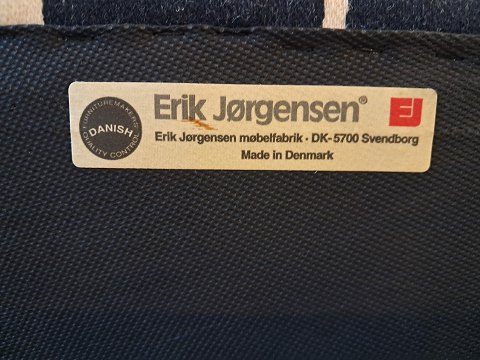 FURNITUREMAKERS
DANISH
QUALITY CONTROL
Erik Jørgensen®
EJ
Erik Jørgensen møbelfabrik · DK-5700 Svendborg
Made in Denmark